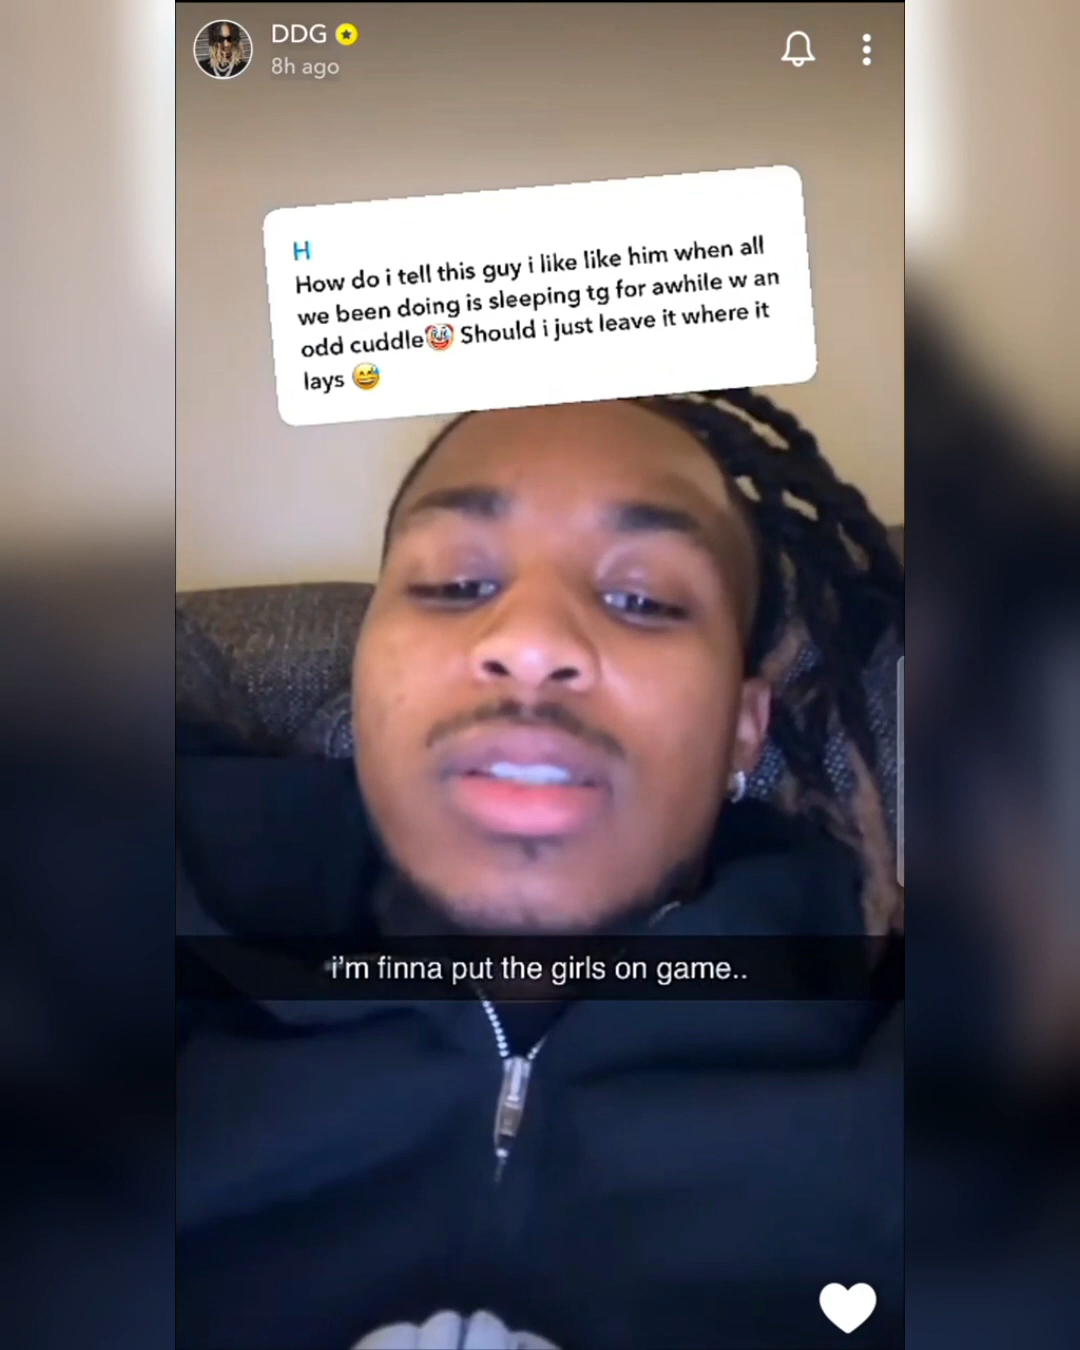 DDG
8h ago
H
How do i tell this guy i like like him when all
we been doing is sleeping tg for awhile w an
odd cuddle🤡 Should i just leave it where it
lays 😅
i'm finna put the girls on game..